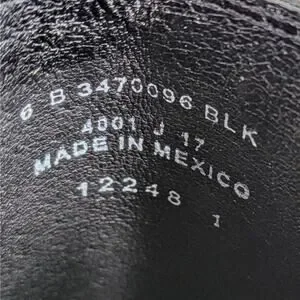 6 B 3470096 BLK
4001 J 17
MADE IN MEXICO
12248 1